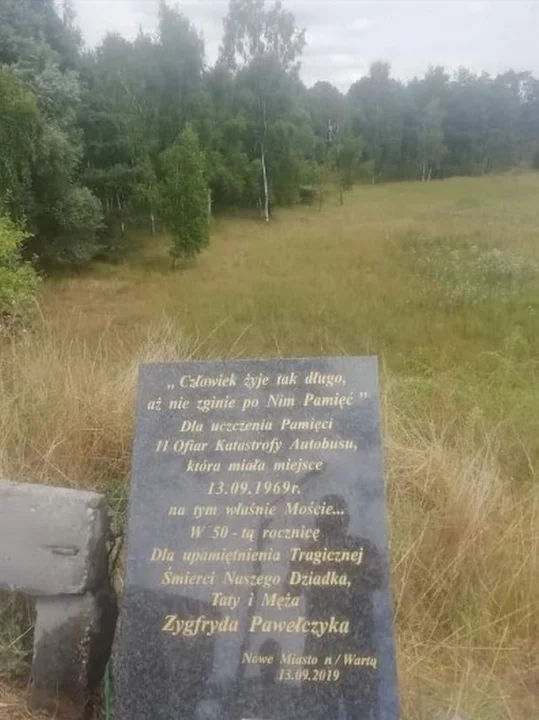 „Człowiek żyje tak długo,
aż nie zginie po Nim Pamięć”
Dla uczczenia Pamięci
11 Ofiar Katastrofy Autobusu,
która miała miejsce
13.09.1969r.
na tym właśnie Moście...
W 50-tą rocznicę
Dla upamiętnienia Tragicznej
Śmierci Naszego Dziadka,
Taty i Męża
Zygfryda Pawełczyka
Nowe Miasto n/Wartą
13.09.2019